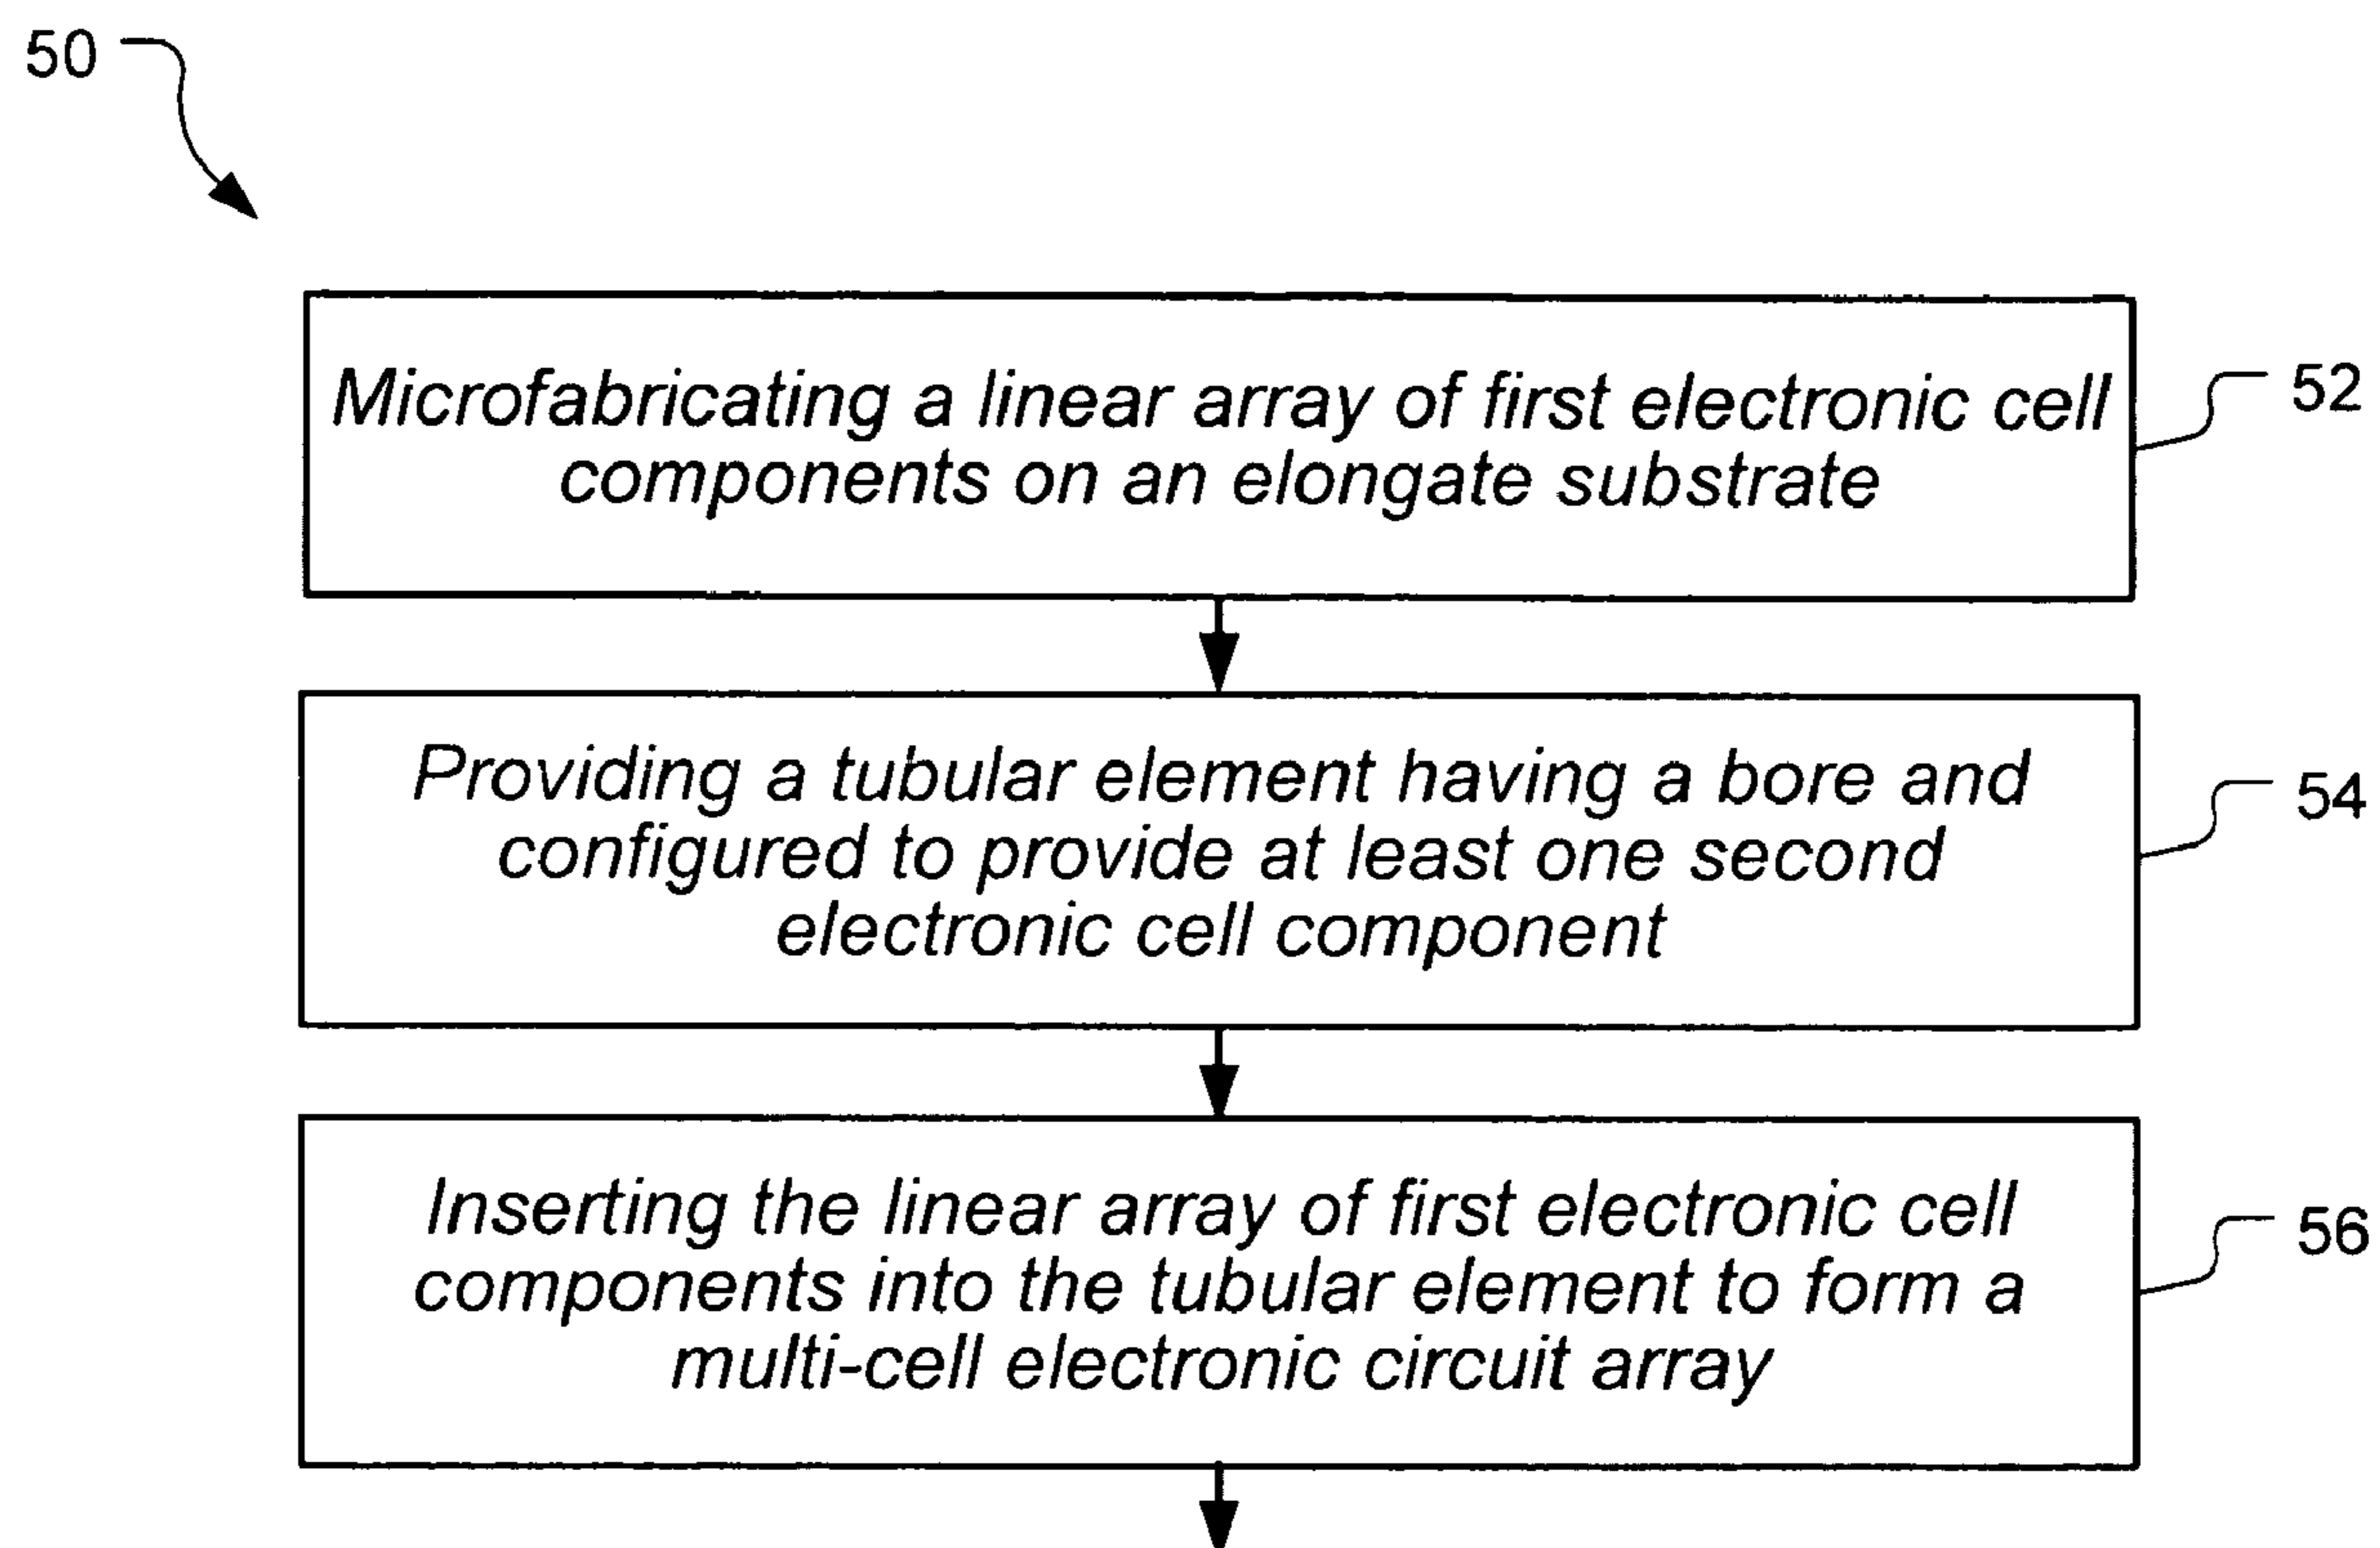 50
Microfabricating a linear array of first electronic cell
components on an elongate substrate
52
Providing a tubular element having a bore and
configured to provide at least one second
electronic cell component
54
Inserting the linear array of first electronic cell
components into the tubular element to form a
multi-cell electronic circuit array
56